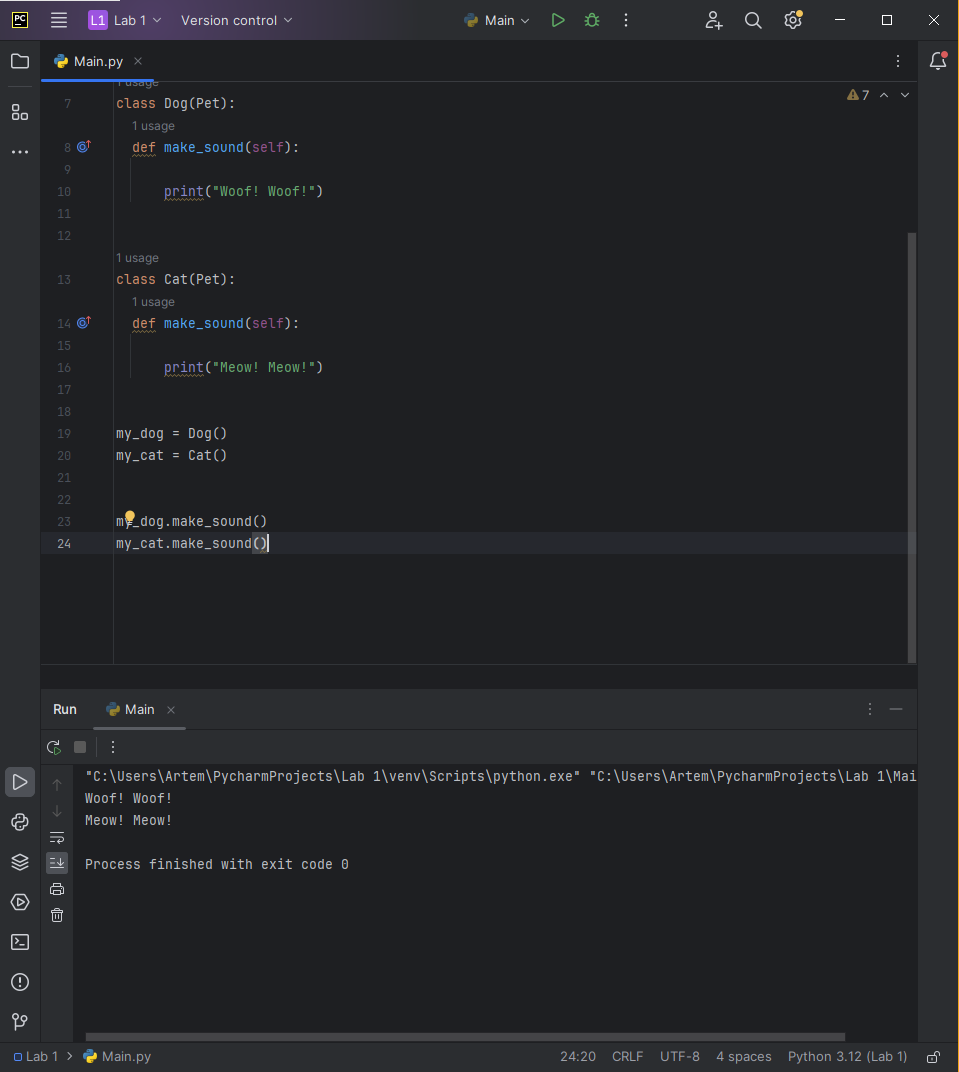 PC L1 Lab 1 Version control Main
Main.py
1 usage
7 class Dog(Pet):
1 usage
8 def make_sound(self):
9
10 print("Woof! Woof!")
11
12
1 usage
13 class Cat(Pet):
1 usage
14 def make_sound(self):
15
16 print("Meow! Meow!")
17
18
19 my_dog = Dog()
20 my_cat = Cat()
21
22
23 my_dog.make_sound()
24 my_cat.make_sound()
7
Run Main
"C:\Users\Artem\PycharmProjects\Lab 1\venv\Scripts\python.exe" "C:\Users\Artem\PycharmProjects\Lab 1\Mai
Woof! Woof!
Meow! Meow!
Process finished with exit code 0
Lab 1 Main.py 24:20 CRLF UTF-8 4 spaces Python 3.12 (Lab 1)